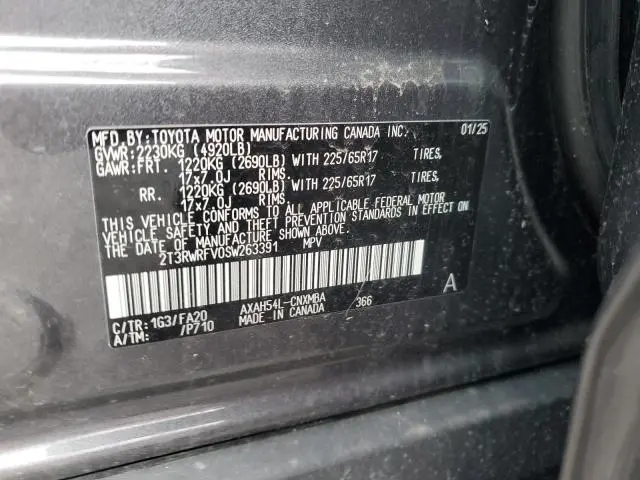 MFD.BY:TOYOTA MOTOR MANUFACTURING CANADA INC. 01/25
GVWR:2230KG (4920LB)
GAWR:FRT. 1220KG (2690LB) WITH 225/65R17 TIRES,
17x7.0J RIMS.
RR. 1220KG (2690LB) WITH 225/65R17 TIRES,
17x7.0J RIMS.
THIS VEHICLE CONFORMS TO ALL APPLICABLE FEDERAL MOTOR
VEHICLE SAFETY AND THEFT PREVENTION STANDARDS IN EFFECT ON
THE DATE OF MANUFACTURE SHOWN ABOVE.
2T3RWRFV0SW263391 MPV
A
C/TR:1G3/FA20 AXAH54L-CNXMBA 366
A/TM: /P710 MADE IN CANADA